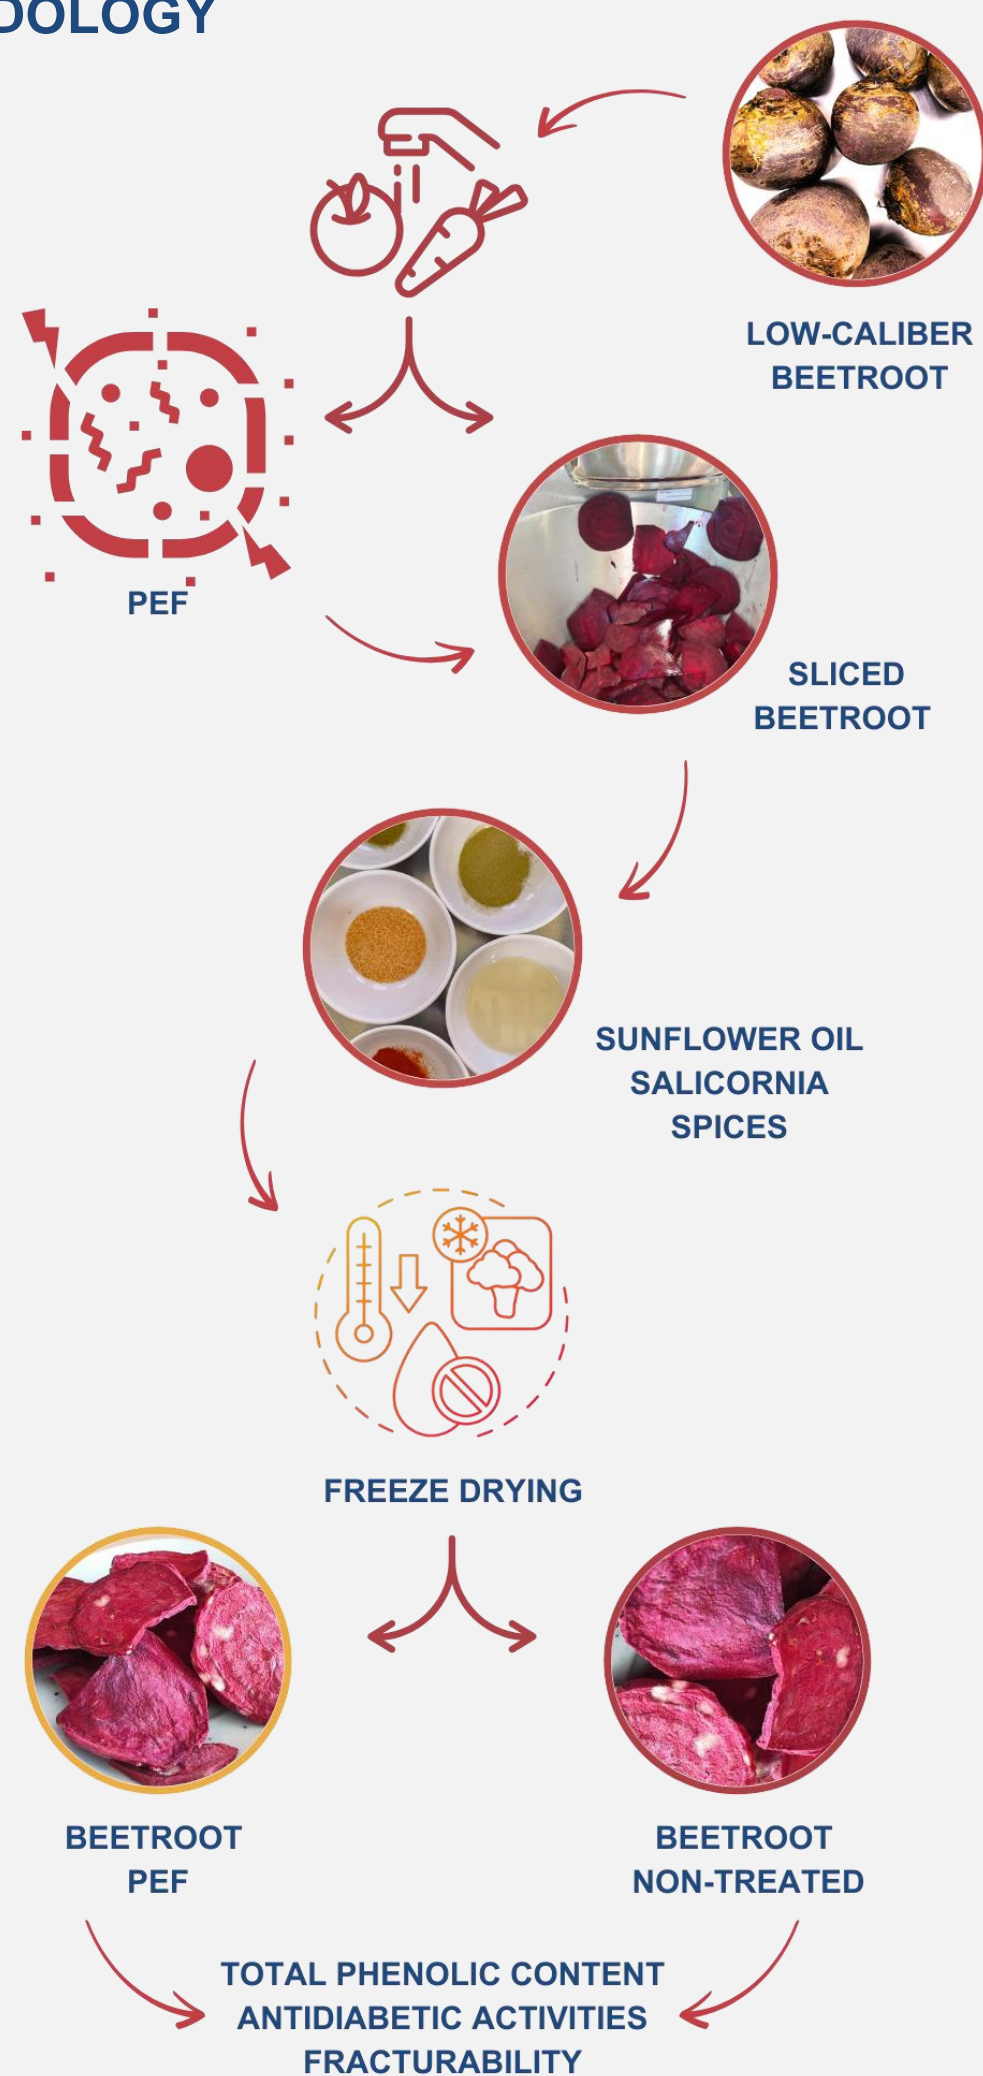 DOLOGY
LOW-CALIBER
BEETROOT
PEF
SLICED
BEETROOT
SUNFLOWER OIL
SALICORNIA
SPICES
FREEZE DRYING
BEETROOT
PEF
BEETROOT
NON-TREATED
TOTAL PHENOLIC CONTENT
ANTIDIABETIC ACTIVITIES
FRACTURABILITY